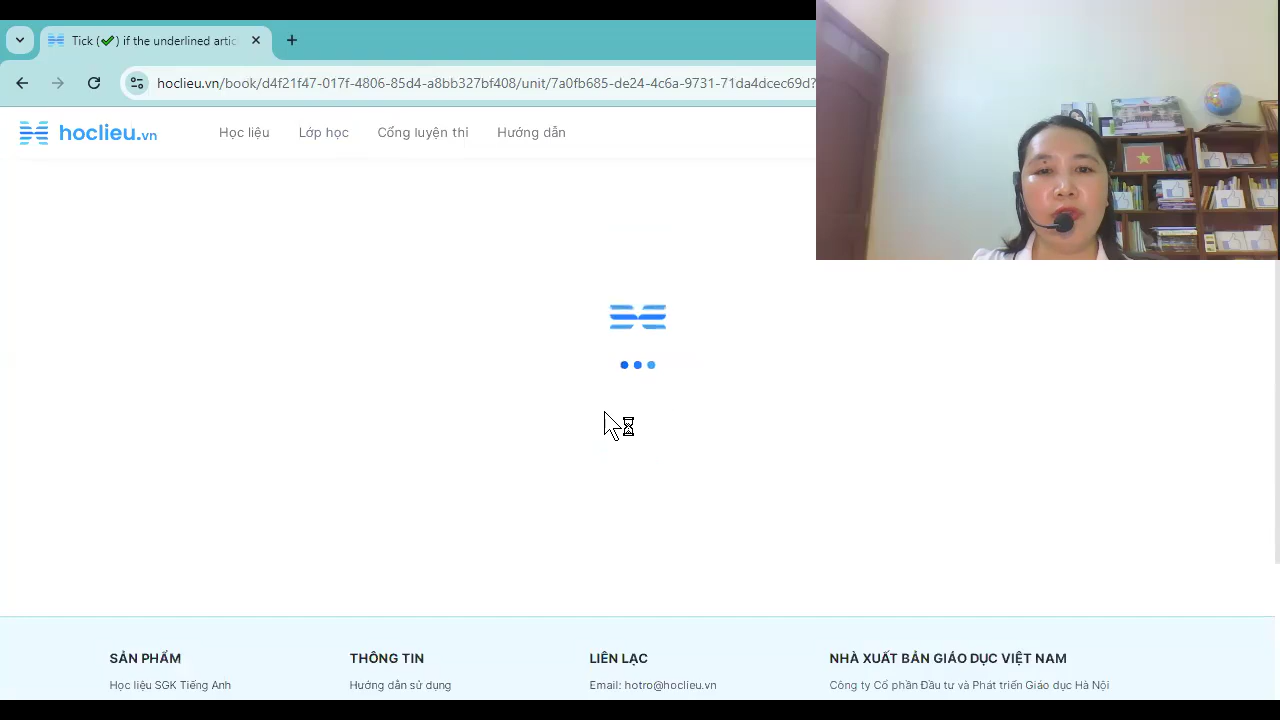 Tick (✔) if the underlined artic
hoclieu.vn/book/d4f21f47-017f-4806-85d4-a8bb327bf408/unit/7a0fb685-de24-4c6a-9731-71da4dcec69d?
hoclieu.vn
Học liệu Lớp học Cổng luyện thi Hướng dẫn
SẢN PHẨM THÔNG TIN LIÊN LẠC NHÀ XUẤT BẢN GIÁO DỤC VIỆT NAM
Học liệu SGK Tiếng Anh Hướng dẫn sử dụng Email: hotro@hoclieu.vn Công ty Cổ phần Đầu tư và Phát triển Giáo dục Hà Nội